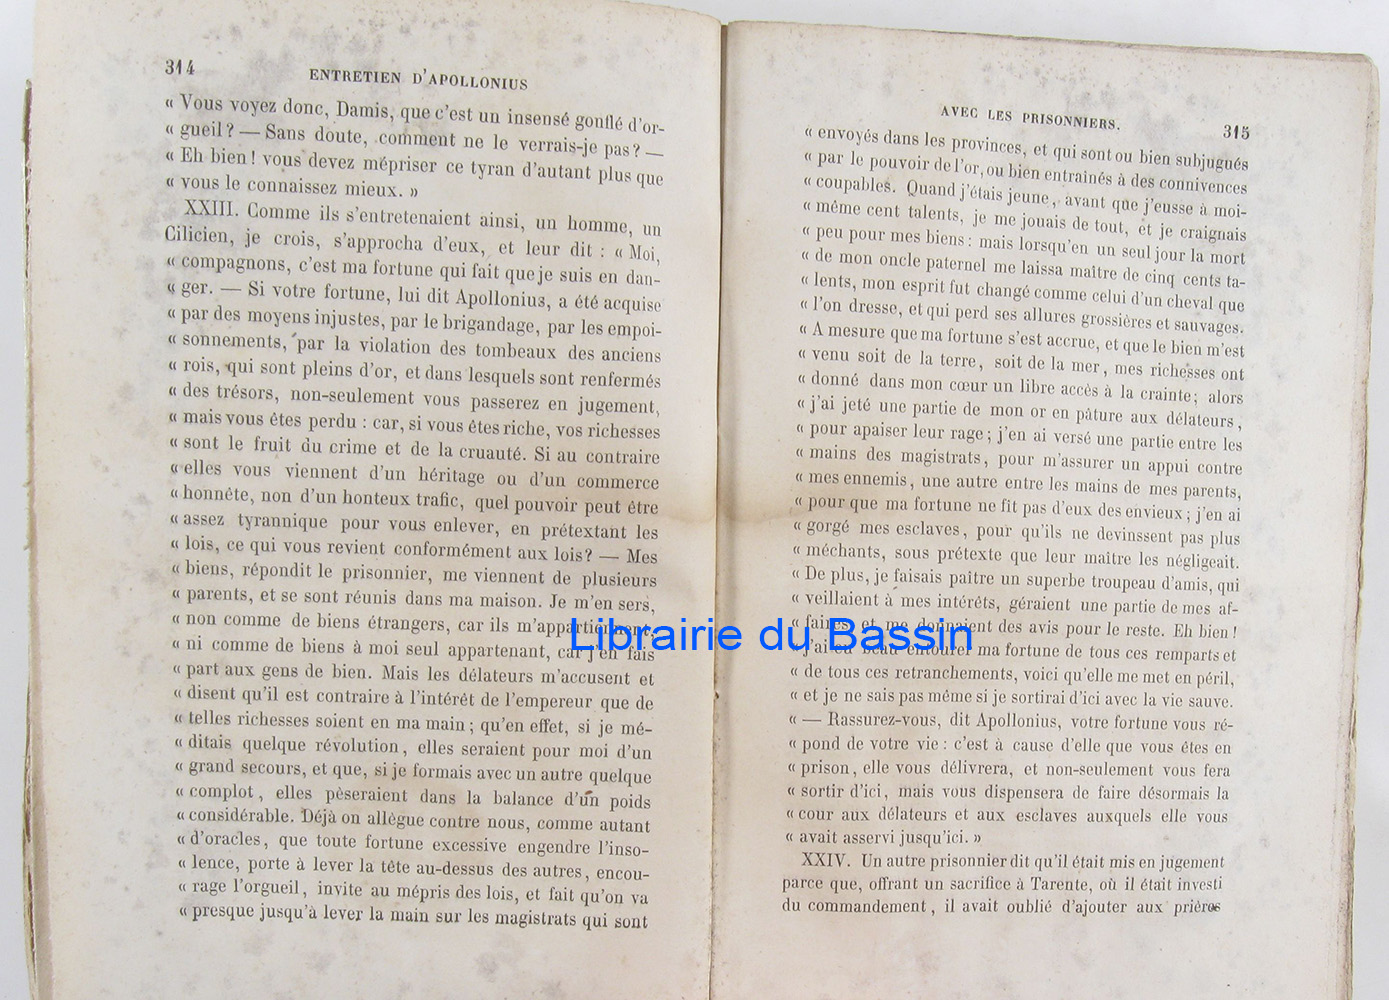 314
ENTRETIEN D'APOLLONIUS
« Vous voyez donc, Damis, que c'est un insensé gonflé d'or-
« gueil? — Sans doute, comment ne le verrais-je pas? —
« Eh bien! vous devez mépriser ce tyran d'autant plus que
« vous le connaissez mieux. »
XXIII. Comme ils s'entretenaient ainsi, un homme, un
Cilicien, je crois, s'approcha d'eux, et leur dit : « Moi,
« compagnons, c'est ma fortune qui fait que je suis en dan-
« ger. — Si votre fortune, lui dit Apollonius, a été acquise
« par des moyens injustes, par le brigandage, par les empoi-
« sonnements, par la violation des tombeaux des anciens
« rois, qui sont pleins d'or, et dans lesquels sont renfermés
« des trésors, non-seulement vous passerez en jugement,
« mais vous êtes perdu : car, si vous êtes riche, vos richesses
« sont le fruit du crime et de la cruauté. Si au contraire
« elles vous viennent d'un héritage ou d'un commerce
« honnête, non d'un honteux trafic, quel pouvoir peut être
« assez tyrannique pour vous enlever, en prétextant les
« lois, ce qui vous revient conformément aux lois? — Mes
« biens, répondit le prisonnier, me viennent de plusieurs
« parents, et se sont réunis dans ma maison. Je m'en sers,
« non comme de biens étrangers, car ils m'appartiennent,
« ni comme de biens à moi seul appartenant, car j'en fais
« part aux gens de bien. Mais les délateurs m'accusent et
« disent qu'il est contraire à l'intérêt de l'empereur que de
« telles richesses soient en ma main; qu'en effet, si je mé-
« ditais quelque révolution, elles seraient pour moi d'un
« grand secours, et que, si je formais avec un autre quelque
« complot, elles pèseraient dans la balance d'un poids
« considérable. Déjà on allègue contre nous, comme autant
« d'oracles, que toute fortune excessive engendre l'inso-
« lence, porte à lever la tête au-dessus des autres, encou-
« rage l'orgueil, invite au mépris des lois, et fait qu'on va
« presque jusqu'à lever la main sur les magistrats qui sont
AVEC LES PRISONNIERS.
315
« envoyés dans les provinces, et qui sont ou bien subjugués
« par le pouvoir de l'or, ou bien entraînés à des connivences
« coupables. Quand j'étais jeune, avant que j'eusse à moi-
« même cent talents, je me jouais de tout, et je craignais
« peu pour mes biens : mais lorsqu'en un seul jour la mort
« de mon oncle paternel me laissa maître de cinq cents ta-
« lents, mon esprit fut changé comme celui d'un cheval que
« l'on dresse, et qui perd ses allures grossières et sauvages.
« A mesure que ma fortune s'est accrue, et que le bien m'est
« venu soit de la terre, soit de la mer, mes richesses ont
« donné dans mon cœur un libre accès à la crainte; alors
« j'ai jeté une partie de mon or en pâture aux délateurs,
« pour apaiser leur rage; j'en ai versé une partie entre les
« mains des magistrats, pour m'assurer un appui contre
« mes ennemis, une autre entre les mains de mes parents,
« pour que ma fortune ne fît pas d'eux des envieux; j'en ai
« gorgé mes esclaves, pour qu'ils ne devinssent pas plus
« méchants, sous prétexte que leur maître les négligeait.
« De plus, je faisais paître un superbe troupeau d'amis, qui
« veillaient à mes intérêts, géraient une partie de mes af-
« faires, et me donnaient des avis pour le reste. Eh bien!
« j'ai eu beau entourer ma fortune de tous ces remparts et
« de tous ces retranchements, voici qu'elle me met en péril,
« et je ne sais pas même si je sortirai d'ici avec la vie sauve.
« — Rassurez-vous, dit Apollonius, votre fortune vous ré-
« pond de votre vie : c'est à cause d'elle que vous êtes en
« prison, elle vous délivrera, et non-seulement vous fera
« sortir d'ici, mais vous dispensera de faire désormais la
« cour aux délateurs et aux esclaves auxquels elle vous
« avait asservi jusqu'ici. »
XXIV. Un autre prisonnier dit qu'il était mis en jugement
parce que, offrant un sacrifice à Tarente, où il était investi
du commandement, il avait oublié d'ajouter aux prières
Librairie du Bassin